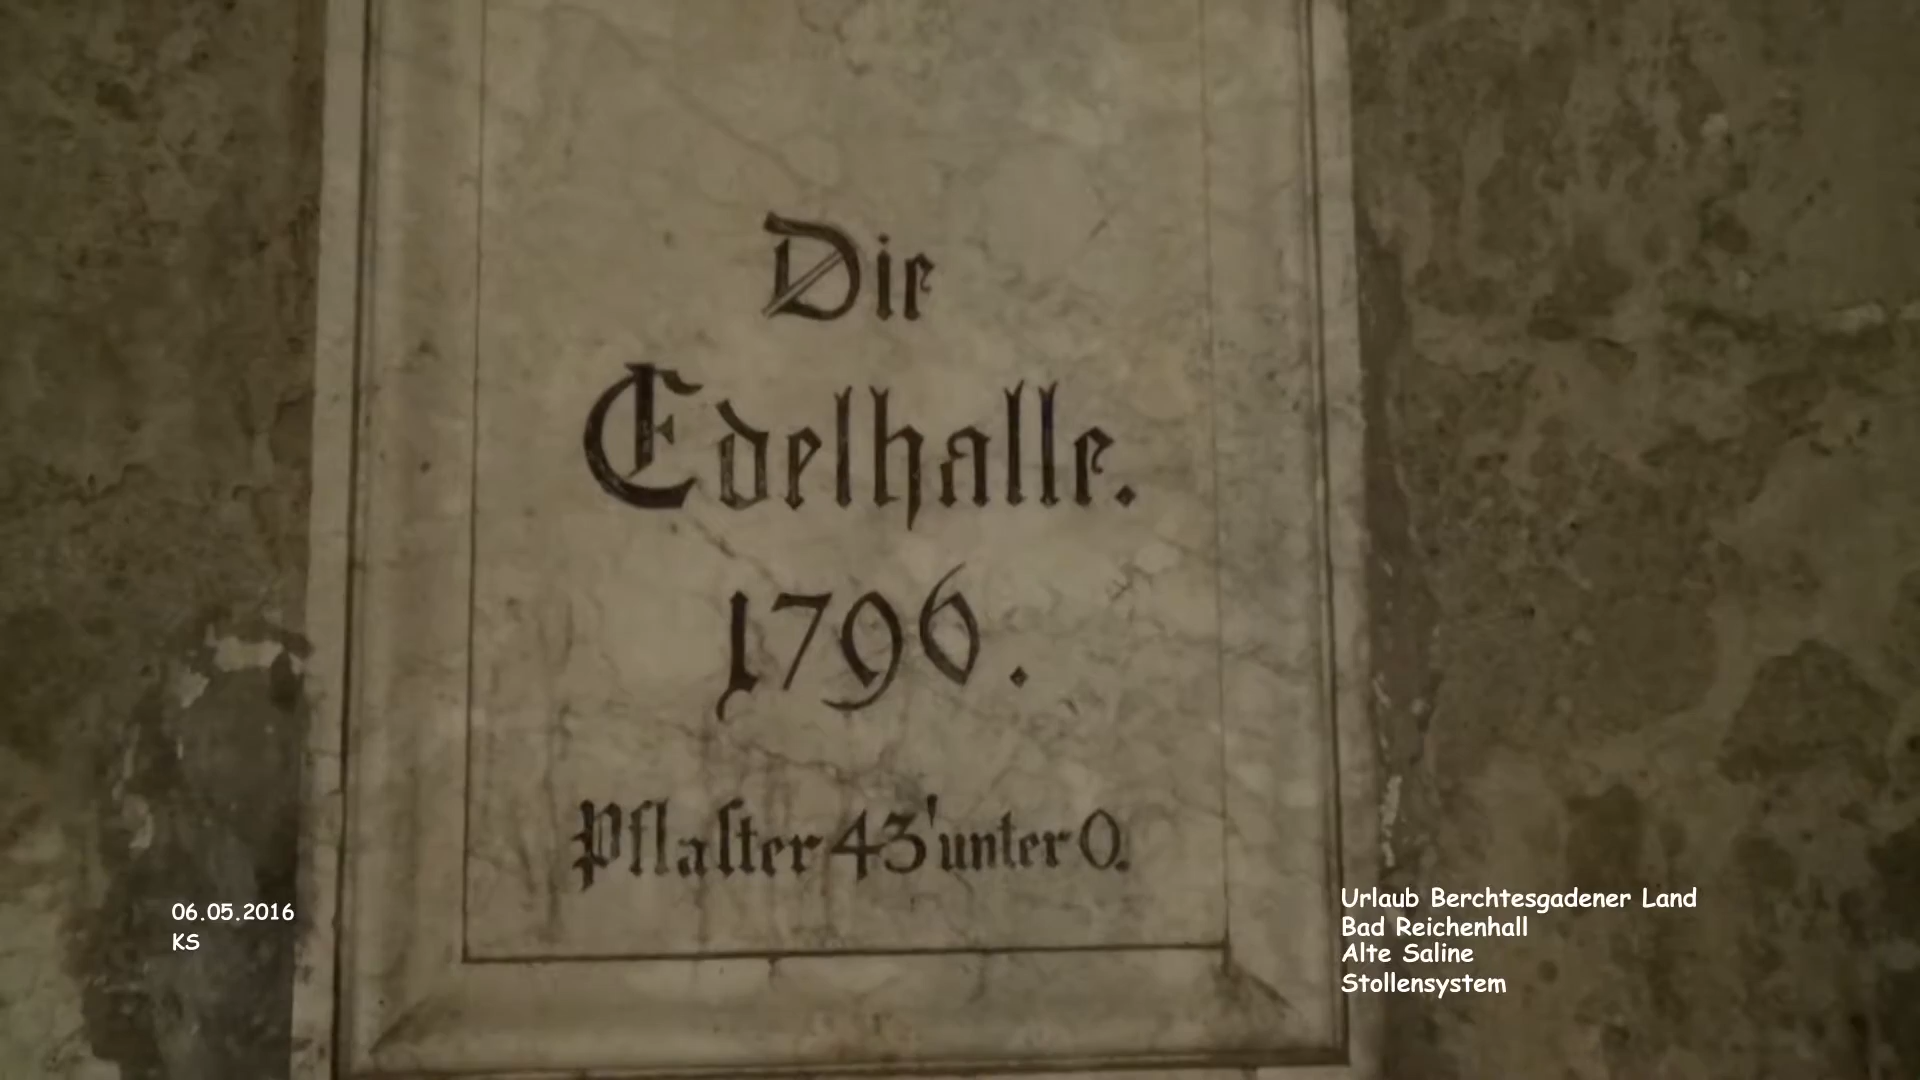 Die
Edelhalle.
1796.
Pflaſter 43' unter 0.
06.05.2016
KS
Urlaub Berchtesgadener Land
Bad Reichenhall
Alte Saline
Stollensystem